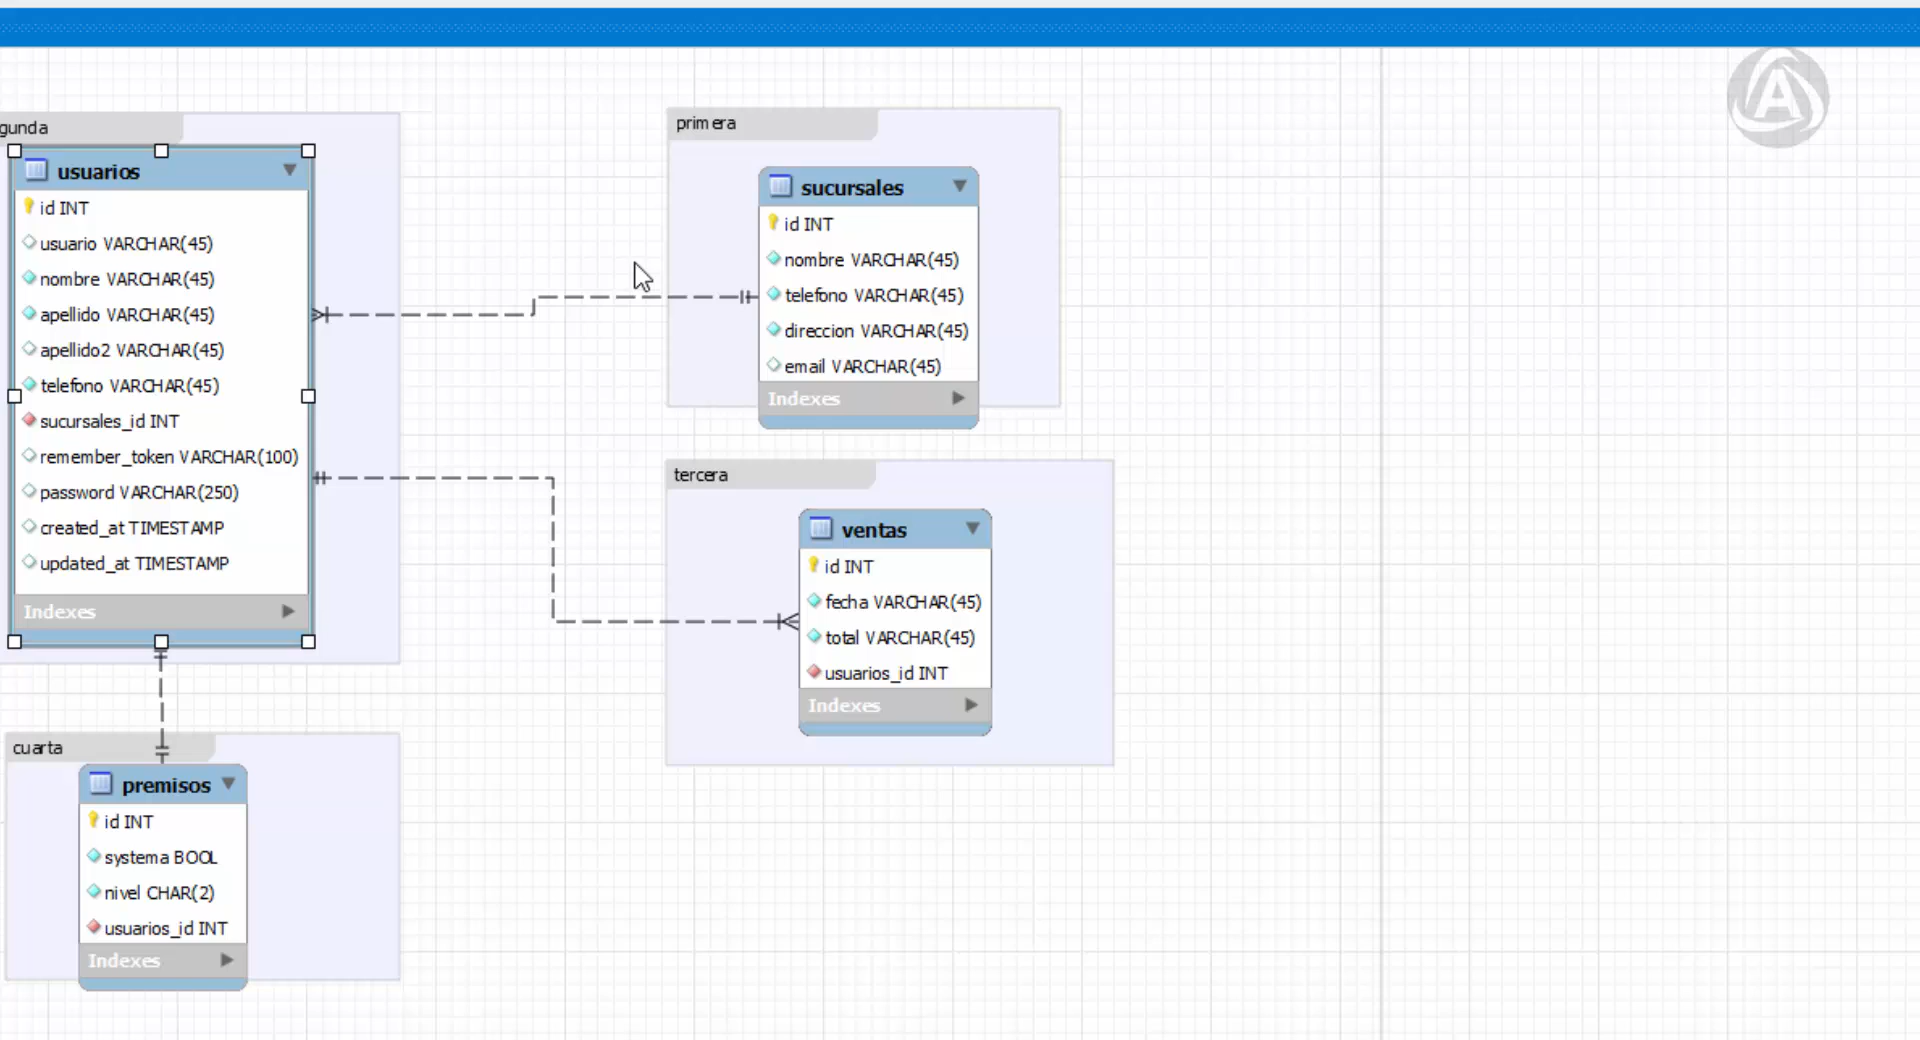 gunda
usuarios
id INT
usuario VARCHAR(45)
nombre VARCHAR(45)
apellido VARCHAR(45)
apellido2 VARCHAR(45)
telefono VARCHAR(45)
sucursales_id INT
remember_token VARCHAR(100)
password VARCHAR(250)
created_at TIMESTAMP
updated_at TIMESTAMP
Indexes
primera
sucursales
id INT
nombre VARCHAR(45)
telefono VARCHAR(45)
direccion VARCHAR(45)
email VARCHAR(45)
Indexes
tercera
ventas
id INT
fecha VARCHAR(45)
total VARCHAR(45)
usuarios_id INT
Indexes
cuarta
premisos
id INT
systema BOOL
nivel CHAR(2)
usuarios_id INT
Indexes
A